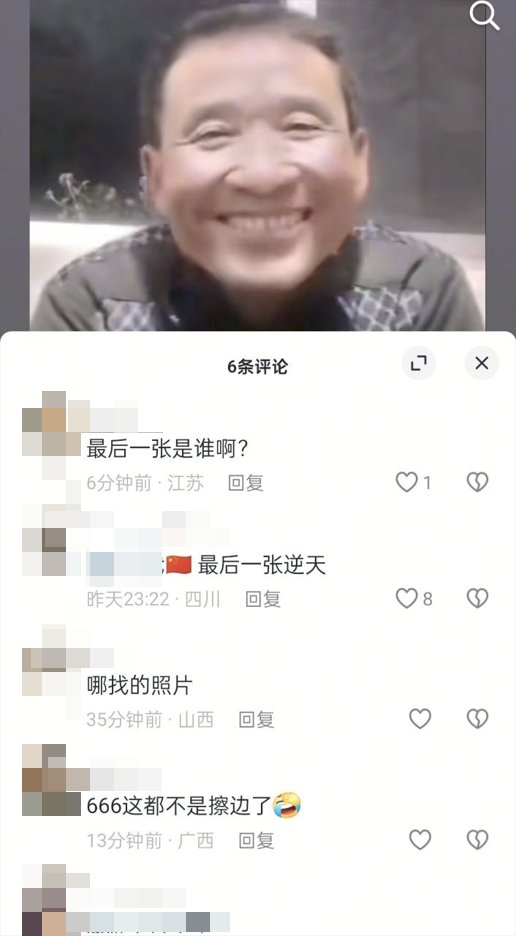 6条评论
最后一张是谁啊？
6分钟前·江苏 回复 1
🇨🇳 最后一张逆天
昨天23:22·四川 回复 8
哪找的照片
35分钟前·山西 回复
666这都不是擦边了🤣
13分钟前·广西 回复